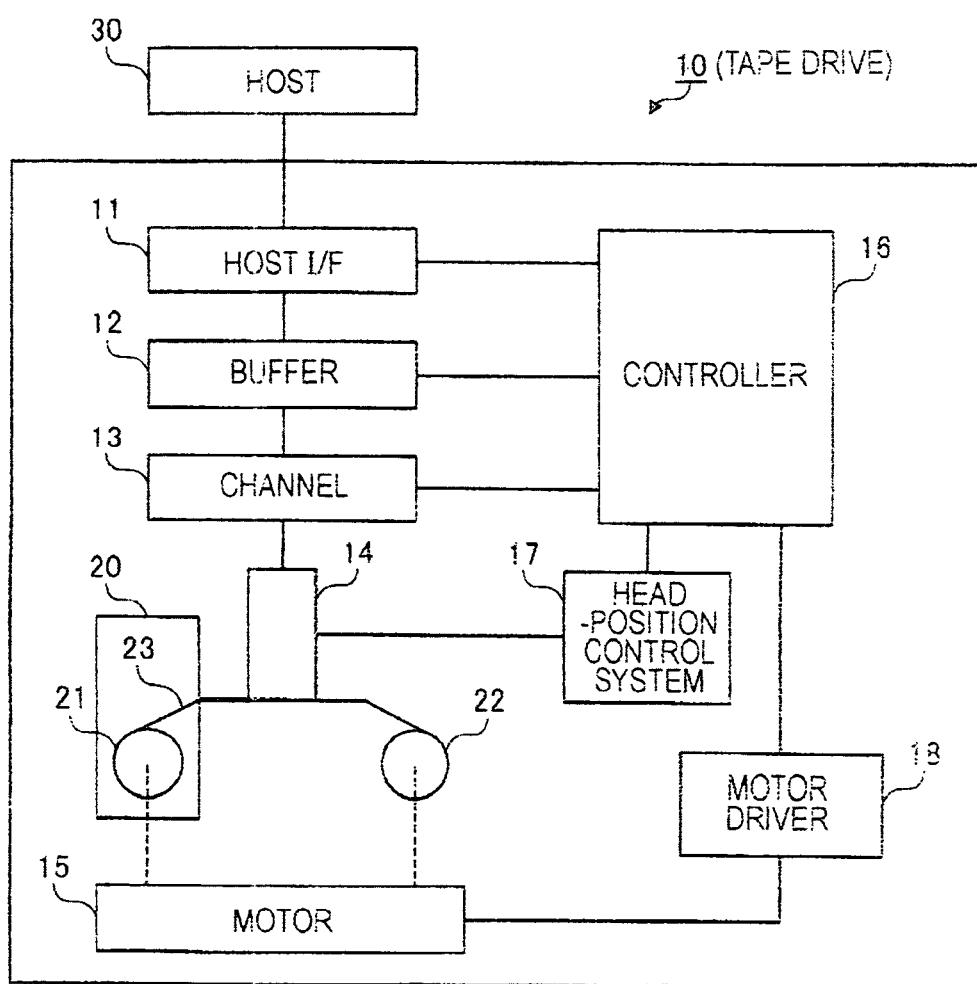 30
HOST
10 (TAPE DRIVE)
11
HOST I/F
16
12
BUFFER
CONTROLLER
13
CHANNEL
14
17
HEAD
-POSITION
CONTROL
SYSTEM
20
23
21
22
18
MOTOR
DRIVER
15
MOTOR